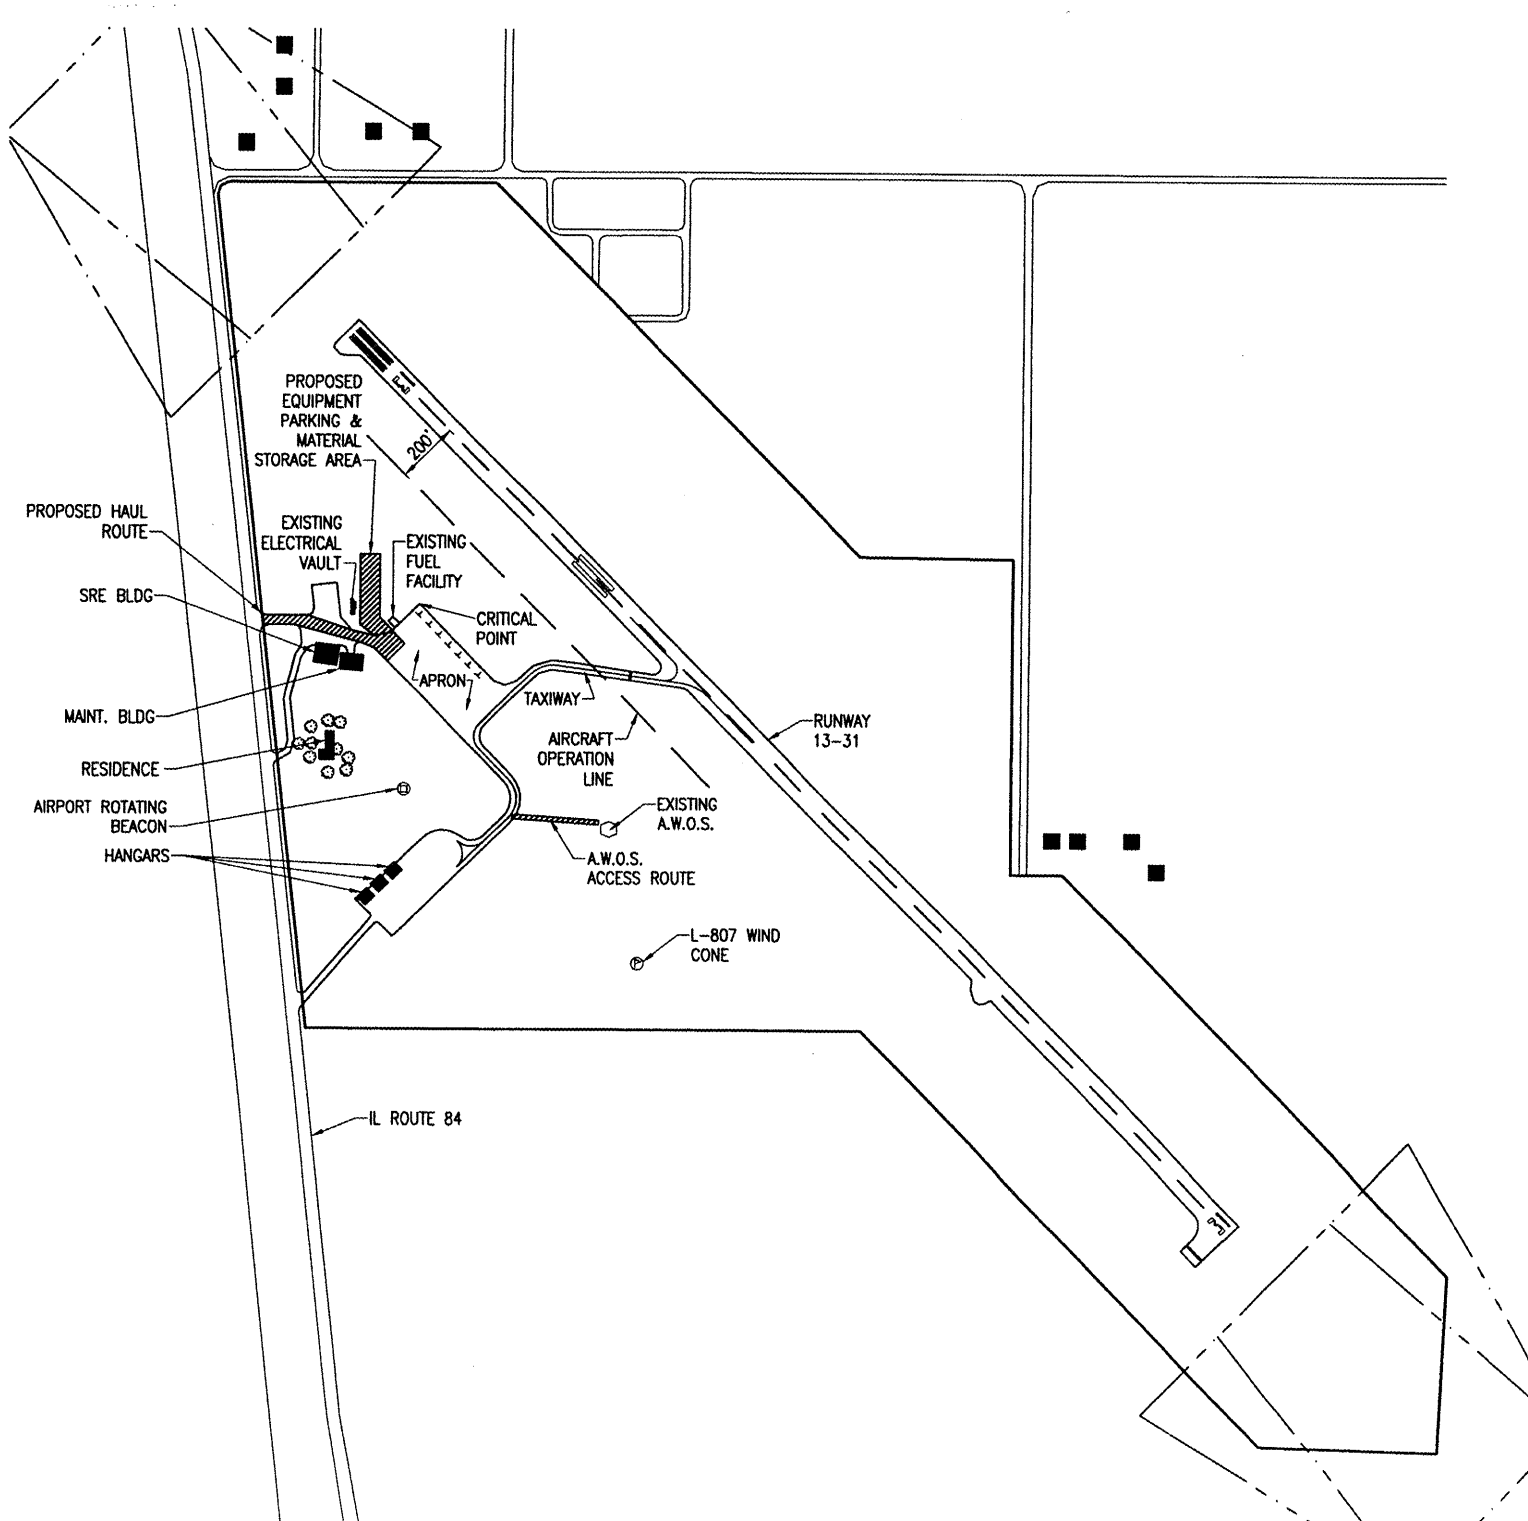 PROPOSED
EQUIPMENT
PARKING &
MATERIAL
STORAGE AREA
200'
13
PROPOSED HAUL
ROUTE
EXISTING
ELECTRICAL
VAULT
EXISTING
FUEL
FACILITY
SRE BLDG
CRITICAL
POINT
APRON
TAXIWAY
MAINT. BLDG
RUNWAY
13-31
AIRCRAFT
OPERATION
LINE
RESIDENCE
AIRPORT ROTATING
BEACON
EXISTING
A.W.O.S.
HANGARS
A.W.O.S.
ACCESS ROUTE
L-807 WIND
CONE
IL ROUTE 84
31